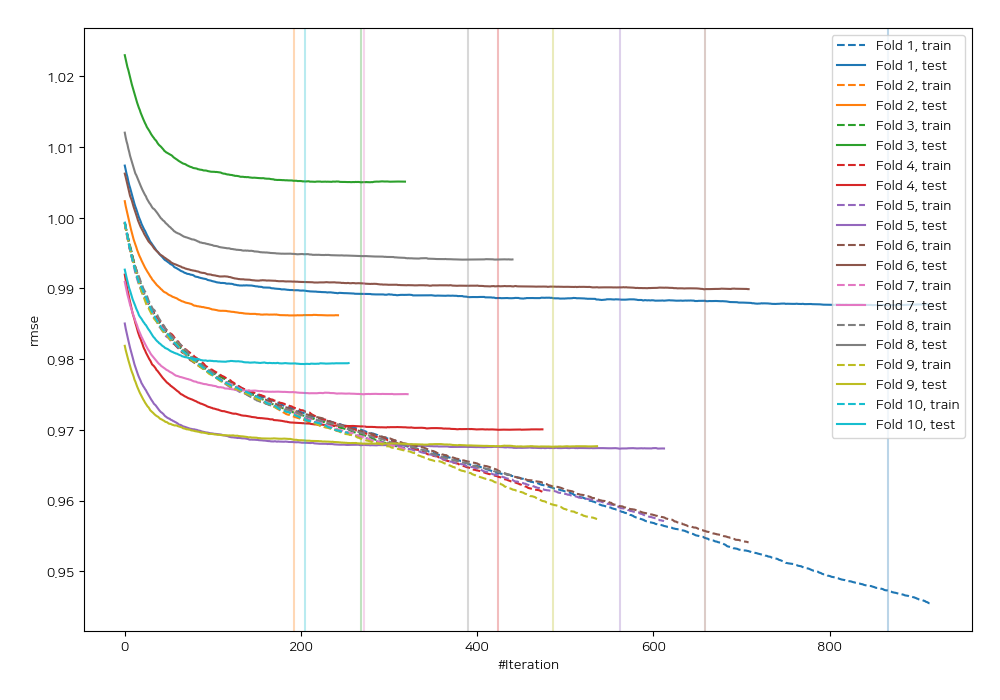 1,02
1,01
1,00
0,99
0,98
0,97
0,96
0,95
rmse
0
200
400
600
800
#Iteration
Fold 1, train
Fold 1, test
Fold 2, train
Fold 2, test
Fold 3, train
Fold 3, test
Fold 4, train
Fold 4, test
Fold 5, train
Fold 5, test
Fold 6, train
Fold 6, test
Fold 7, train
Fold 7, test
Fold 8, train
Fold 8, test
Fold 9, train
Fold 9, test
Fold 10, train
Fold 10, test